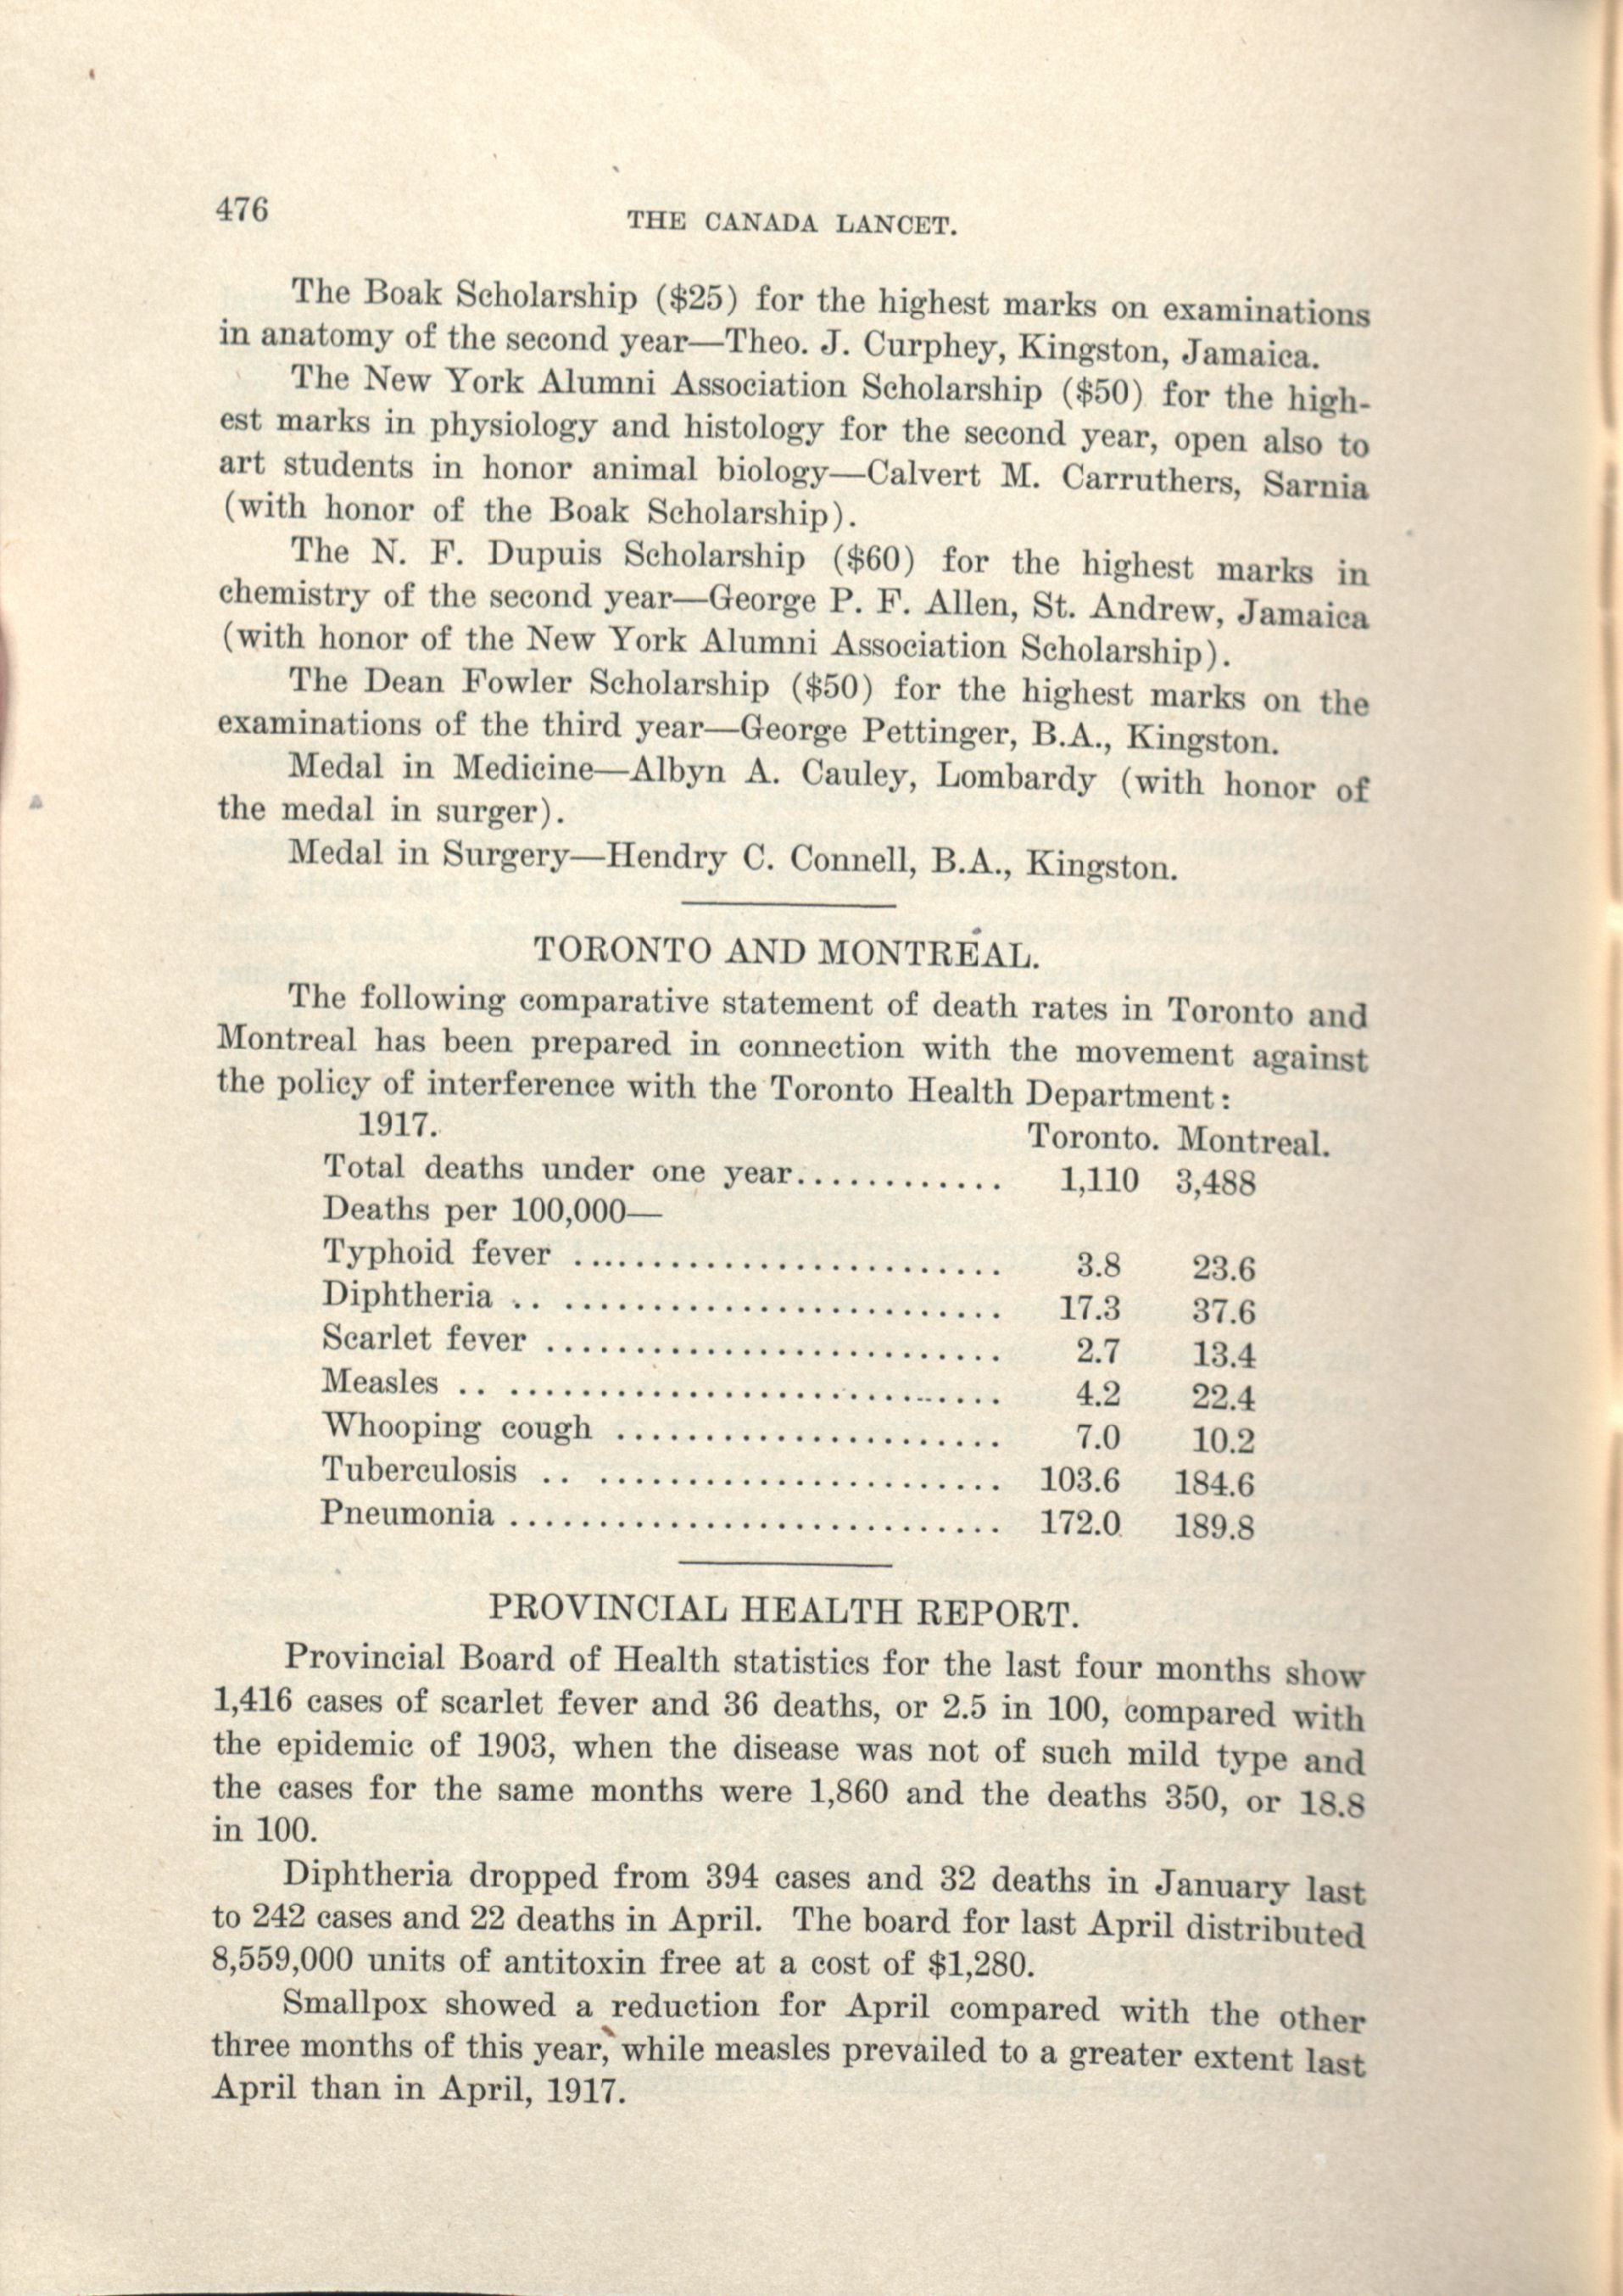 476
THE CANADA LANCET.
The Boak Scholarship ($25) for the highest marks on examinations
in anatomy of the second year—Theo. J. Curphey, Kingston, Jamaica.
The New York Alumni Association Scholarship ($50) for the high-
est marks in physiology and histology for the second year, open also to
art students in honor animal biology—Calvert M. Carruthers, Sarnia
(with honor of the Boak Scholarship).
The N. F. Dupuis Scholarship ($60) for the highest marks in
chemistry of the second year—George P. F. Allen, St. Andrew, Jamaica
(with honor of the New York Alumni Association Scholarship).
The Dean Fowler Scholarship ($50) for the highest marks on the
examinations of the third year—George Pettinger, B.A., Kingston.
Medal in Medicine—Albyn A. Cauley, Lombardy (with honor of
the medal in surger).
Medal in Surgery—Hendry C. Connell, B.A., Kingston.
TORONTO AND MONTREAL.
The following comparative statement of death rates in Toronto and
Montreal has been prepared in connection with the movement against
the policy of interference with the Toronto Health Department:
1917. Toronto. Montreal.
Total deaths under one year............. 1,110 3,488
Deaths per 100,000—
Typhoid fever ........................ 3.8 23.6
Diphtheria .. ......................... 17.3 37.6
Scarlet fever .......................... 2.7 13.4
Measles .. ............................ 4.2 22.4
Whooping cough ...................... 7.0 10.2
Tuberculosis .. ....................... 103.6 184.6
Pneumonia ............................ 172.0 189.8
PROVINCIAL HEALTH REPORT.
Provincial Board of Health statistics for the last four months show
1,416 cases of scarlet fever and 36 deaths, or 2.5 in 100, compared with
the epidemic of 1903, when the disease was not of such mild type and
the cases for the same months were 1,860 and the deaths 350, or 18.8
in 100.
Diphtheria dropped from 394 cases and 32 deaths in January last
to 242 cases and 22 deaths in April. The board for last April distributed
8,559,000 units of antitoxin free at a cost of $1,280.
Smallpox showed a reduction for April compared with the other
three months of this year, while measles prevailed to a greater extent last
April than in April, 1917.